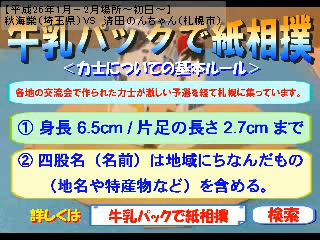 【平成26年1月－2月場所～初日～】
秋海厳(埼玉県)VS 清田のんちゃん(札幌市)
牛乳パックで紙相撲
＜力士についての基本ルール＞
各地の交流会で作られた力士が激しい予選を経て札幌に集っています。
① 身長 6.5cm / 片足の長さ 2.7cm まで
② 四股名（名前）は地域にちなんだもの
（地名や特産物など）を含める。
詳しくは 牛乳パックで紙相撲 検索